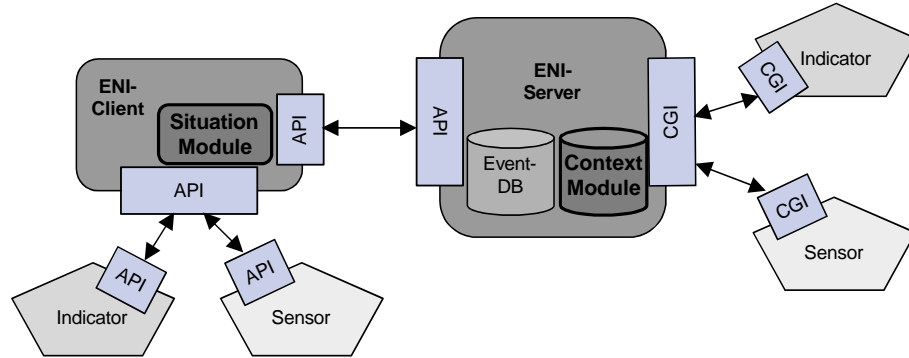 ENI-
Client
Situation
Module
API
API
API
Indicator
API
Sensor
ENI-
Server
API
Event-
DB
Context
Module
CGI
CGI
Indicator
CGI
Sensor